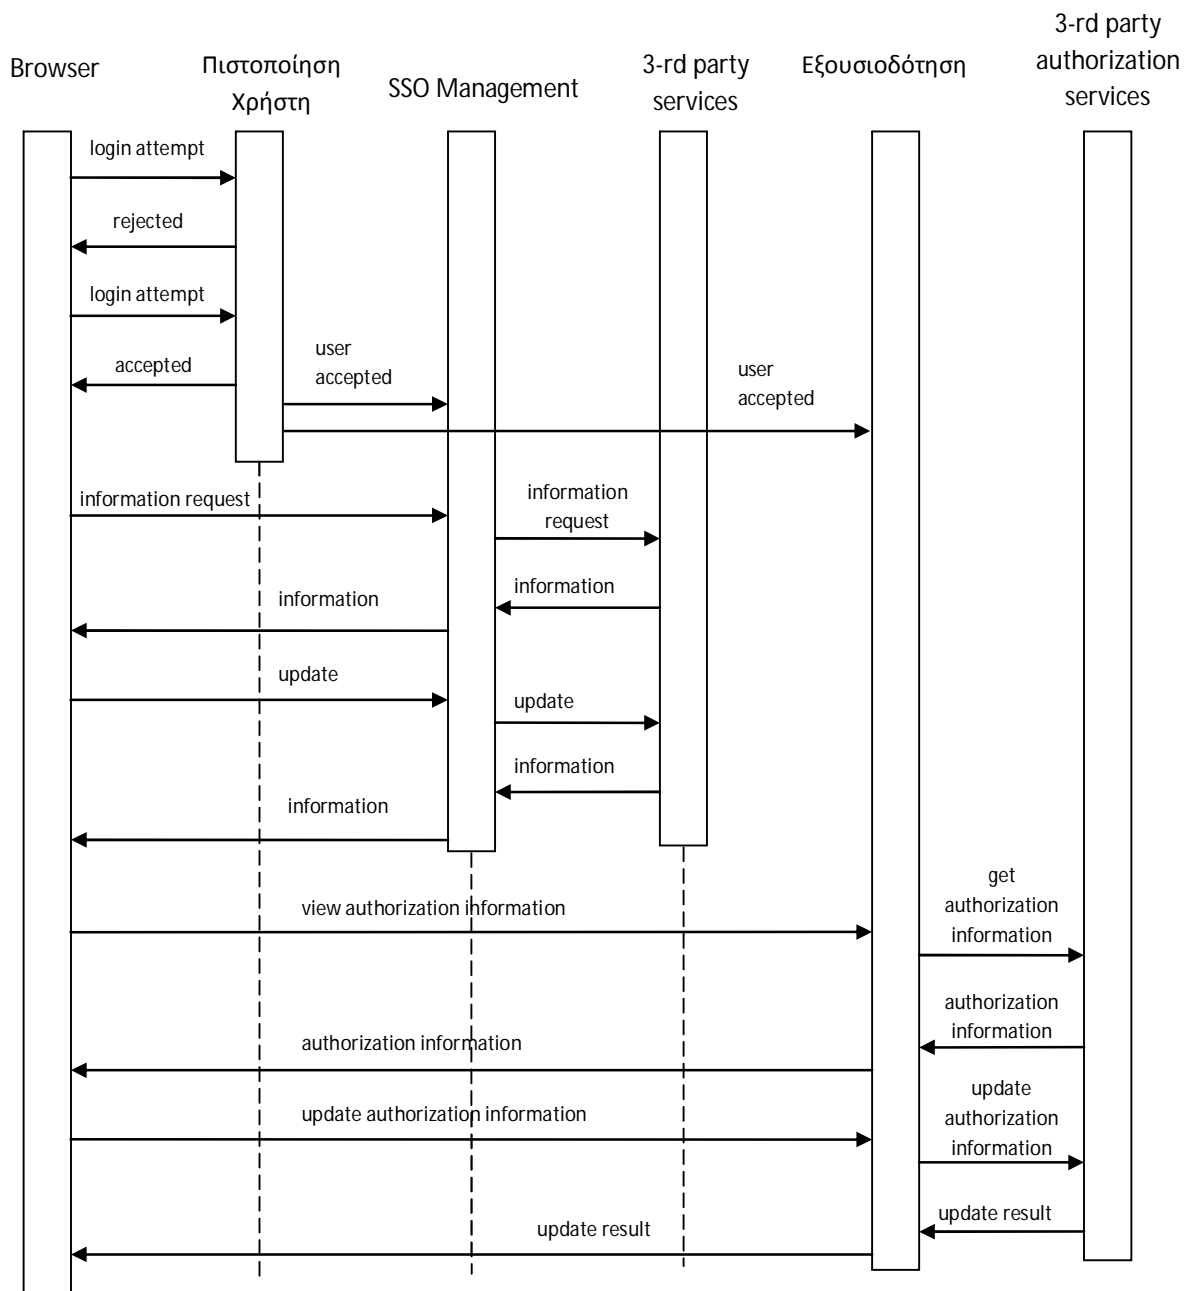 3-rd party
authorization
services
Browser
Πιστοποίηση
Χρήστη
SSO Management
3-rd party
services
Εξουσιοδότηση
login attempt
rejected
login attempt
accepted
user
accepted
user
accepted
information request
information
request
information
information
update
update
information
information
get
authorization
information
view authorization information
authorization
information
authorization information
update
authorization
information
update authorization information
update result
update result